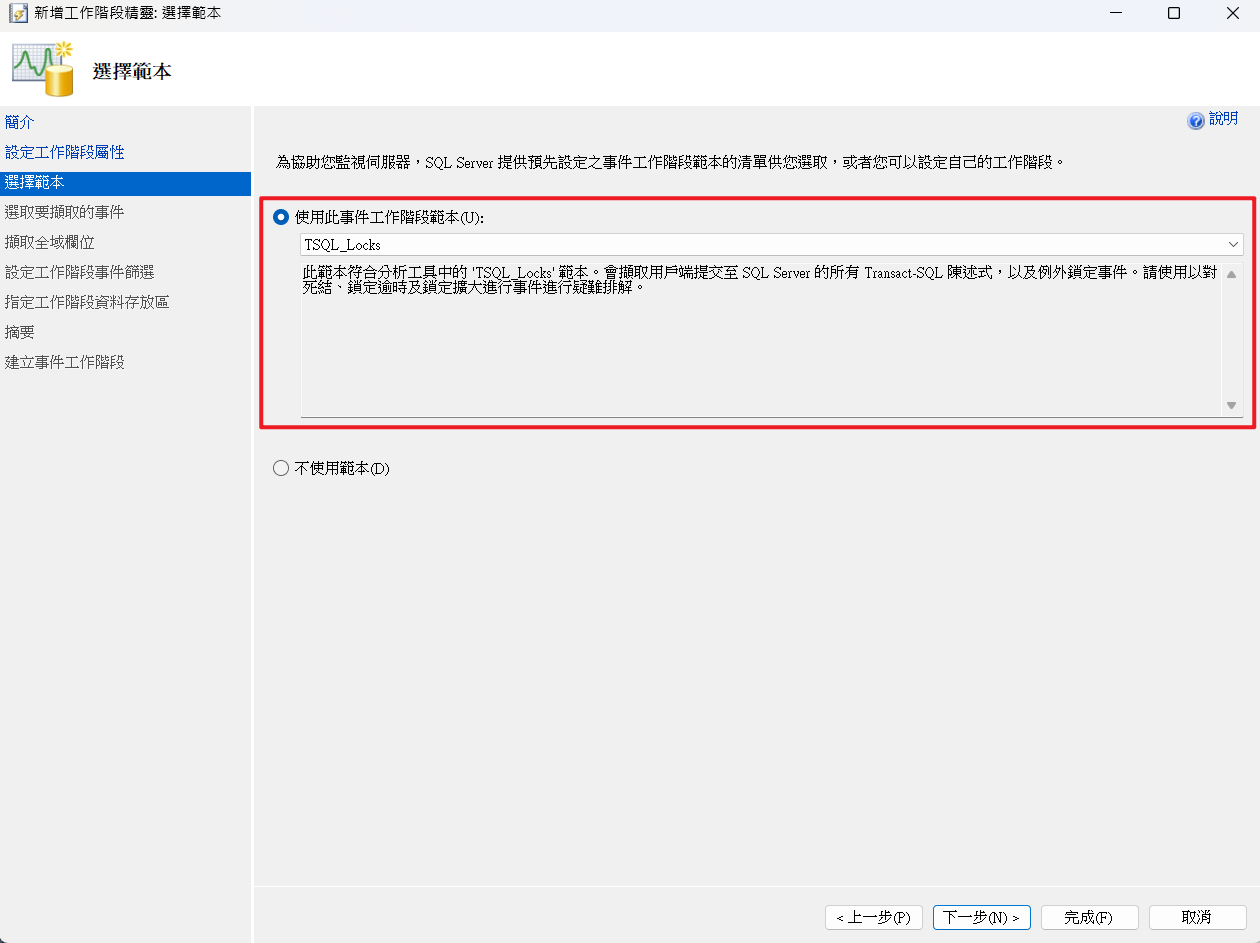 新增工作階段精靈: 選擇範本
選擇範本
簡介
設定工作階段屬性
選擇範本
選取要擷取的事件
擷取全域欄位
設定工作階段事件篩選
指定工作階段資料存放區
摘要
建立事件工作階段
說明
為協助您監視伺服器，SQL Server 提供預先設定之事件工作階段範本的清單供您選取，或者您可以設定自己的工作階段。
使用此事件工作階段範本(U):
TSQL_Locks
此範本符合分析工具中的 'TSQL_Locks' 範本。會擷取用戶端提交至 SQL Server 的所有 Transact-SQL 陳述式，以及例外鎖定事件。請使用以對
死結、鎖定逾時及鎖定擴大進行事件進行疑難排解。
不使用範本(D)
< 上一步(P)
下一步(N) >
完成(F)
取消